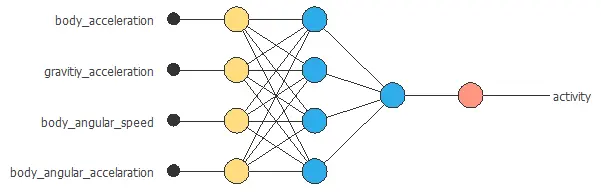 body_acceleration
gravitiy_acceleration
body_angular_speed
body_angular_accelaration
activity